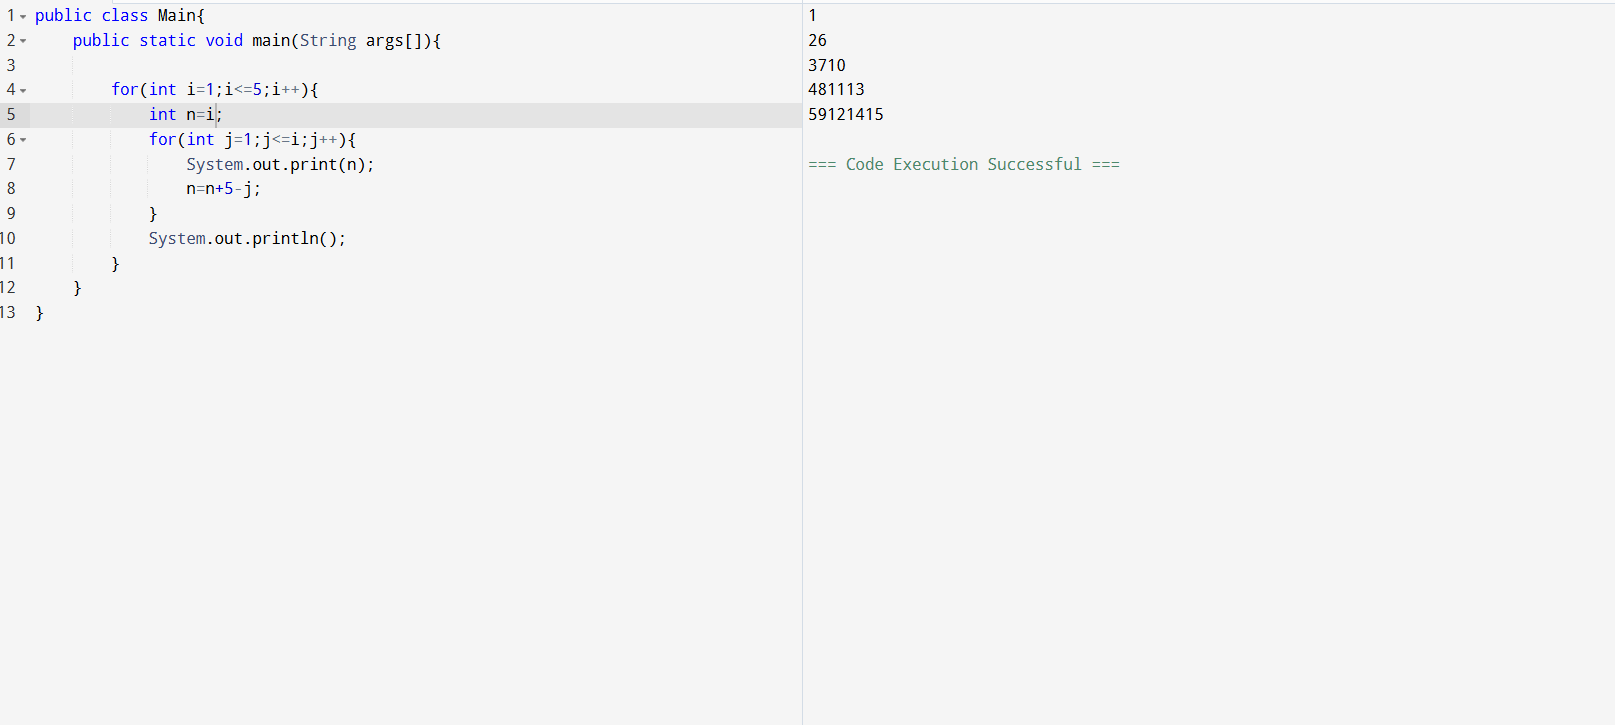 1 public class Main{
2     public static void main(String args[]){
3
4         for(int i=1;i<=5;i++){
5             int n=i;
6             for(int j=1;j<=i;j++){
7                 System.out.print(n);
8                 n=n+5-j;
9             }
10             System.out.println();
11         }
12     }
13 }
1
26
3710
481113
59121415
=== Code Execution Successful ===